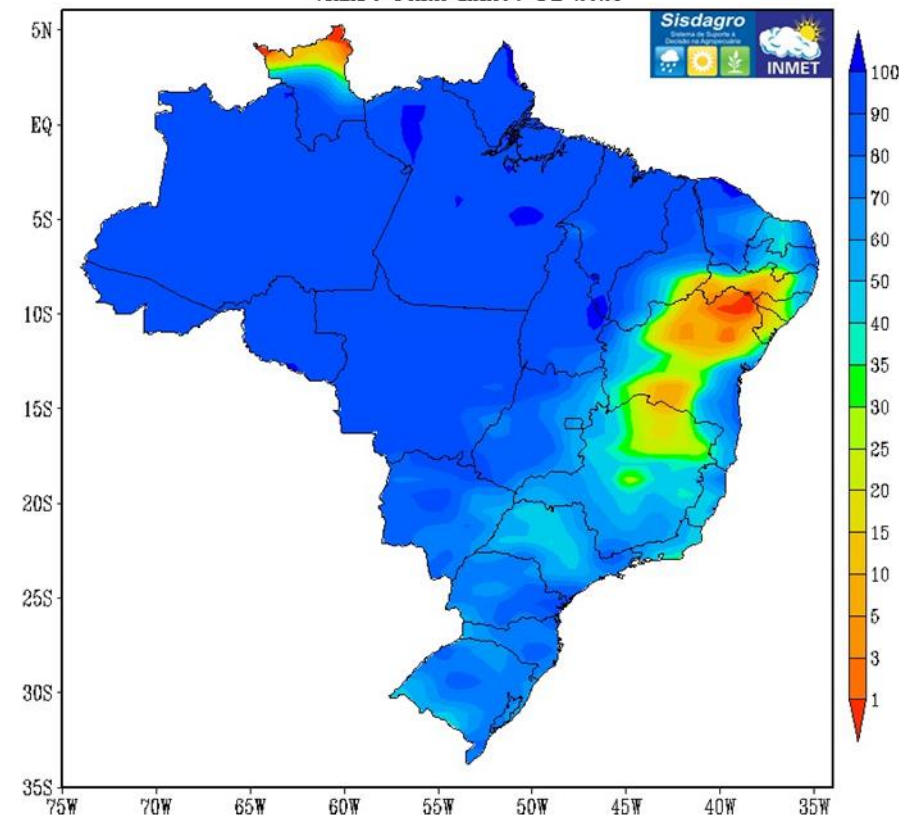 Sisdagro
Sistema de Suporte à
Decisão na Agropecuária
INMET
5N
EQ
5S
10S
15S
20S
25S
30S
35S
75W
70W
65W
60W
55W
50W
45W
40W
35W
100
90
80
70
60
50
40
35
30
25
20
15
10
5
3
1